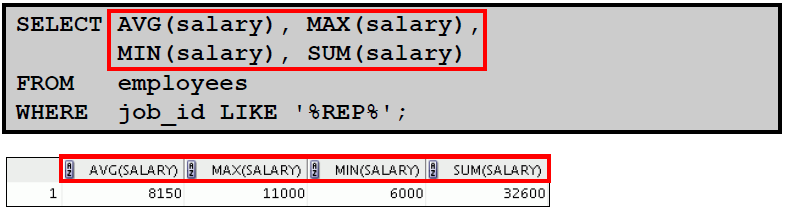 SELECT AVG(salary), MAX(salary),
MIN(salary), SUM(salary)
FROM employees
WHERE job_id LIKE '%REP%';
AVG(SALARY) MAX(SALARY) MIN(SALARY) SUM(SALARY)
1 8150 11000 6000 32600